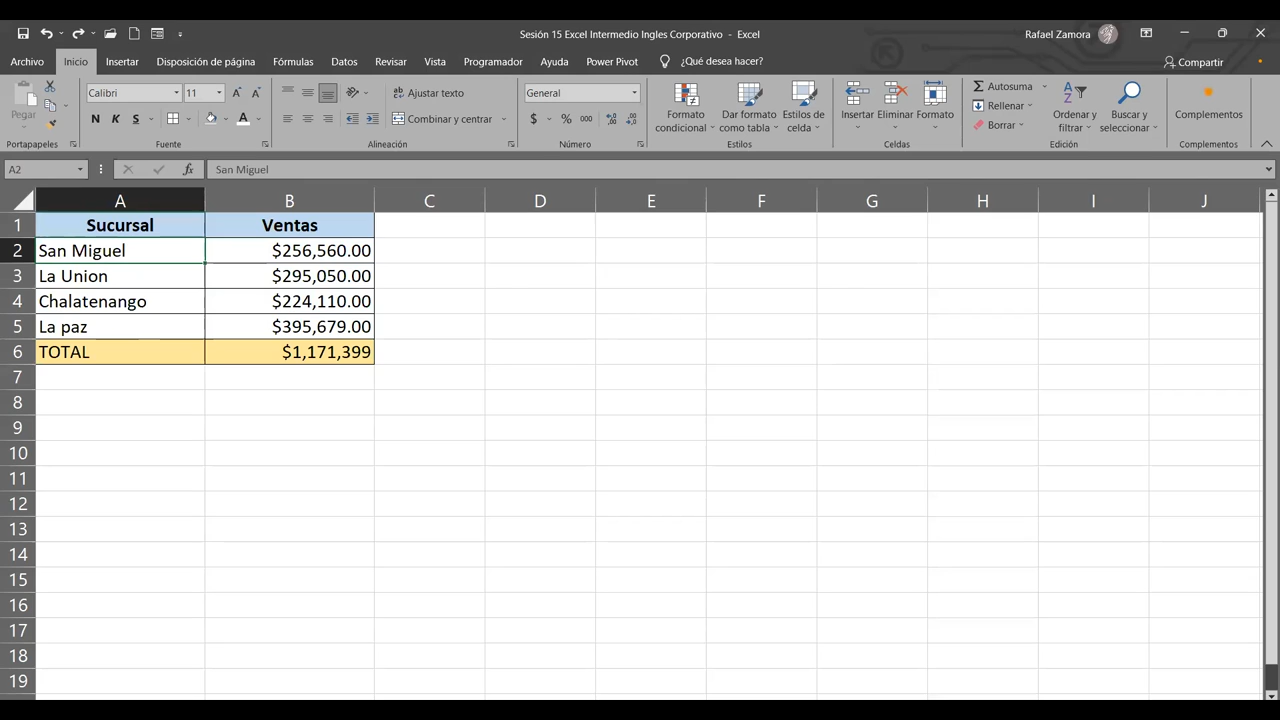 Sesión 15 Excel Intermedio Ingles Corporativo - Excel
Rafael Zamora
Archivo Inicio Insertar Disposición de página Fórmulas Datos Revisar Vista Programador Ayuda Power Pivot ¿Qué desea hacer? Compartir
Pegar
Calibri 11
N K S A
Ajustar texto
Combinar y centrar
General
$ % 000
Formato condicional
Dar formato como tabla
Estilos de celda
Insertar Eliminar Formato
Autosuma
Rellenar
Borrar
Ordenar y filtrar
Buscar y seleccionar
Complementos
Portapapeles Fuente Alineación Número Estilos Celdas Edición Complementos
A2 fx San Miguel
A B C D E F G H I J
1 Sucursal Ventas
2 San Miguel $256,560.00
3 La Union $295,050.00
4 Chalatenango $224,110.00
5 La paz $395,679.00
6 TOTAL $1,171,399
7
8
9
10
11
12
13
14
15
16
17
18
19